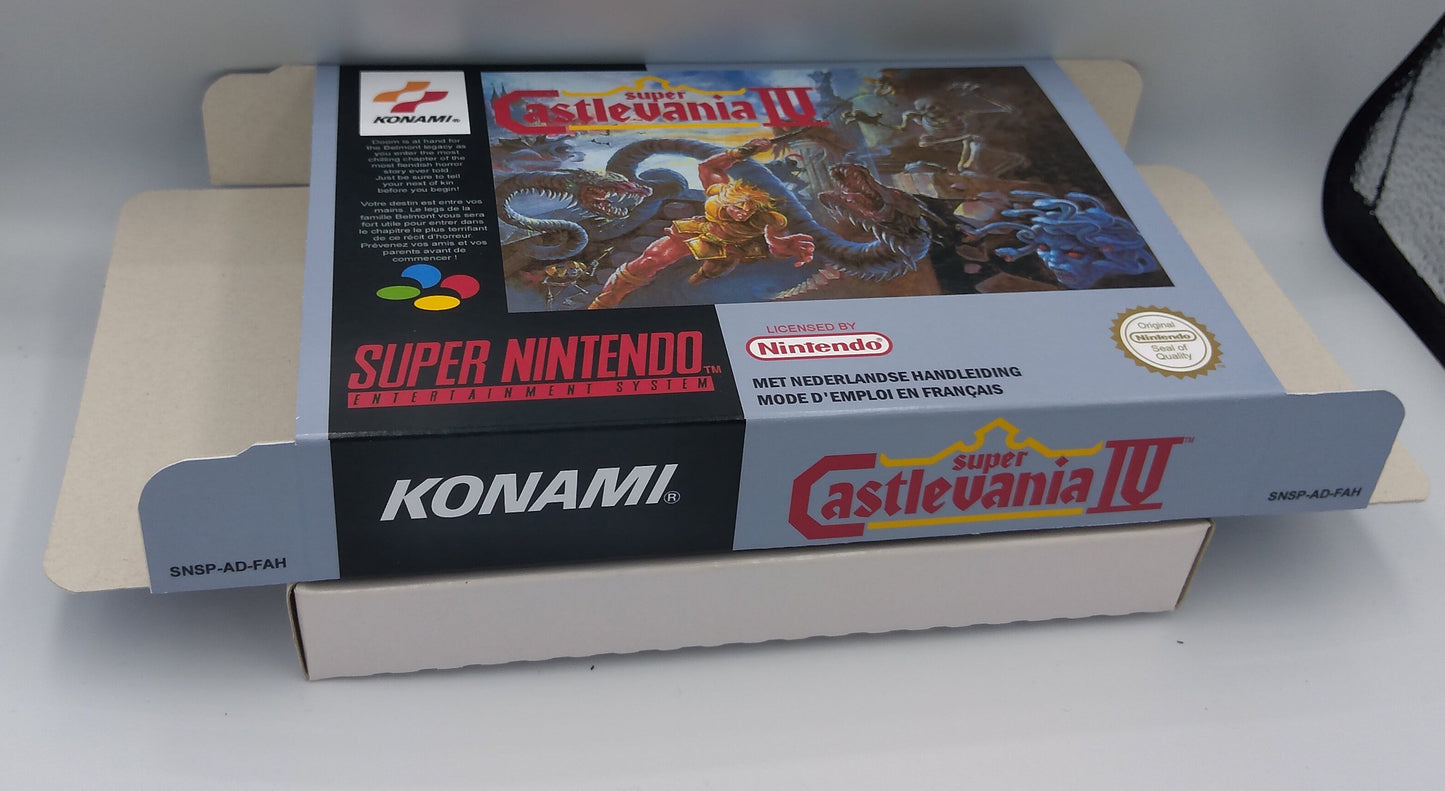 KONAMI®
Doom is at hand for
the Belmont legacy as
you enter the most
chilling chapter of the
most fiendish horror
story ever told.
Just be sure to tell
your next of kin
before you begin!
Votre destin est entre vos
mains. Le legs de la
famille Belmont vous sera
fort utile pour entrer dans
le chapitre le plus terrifiant
de ce récit d'horreur.
Prévenez vos amis et vos
parents avant de
commencer !
super
Castlevania IV
SUPER NINTENDO™
ENTERTAINMENT SYSTEM
LICENSED BY
Nintendo®
MET NEDERLANDSE HANDLEIDING
MODE D'EMPLOI EN FRANÇAIS
Original
Nintendo
Seal of
Quality
SNSP-AD-FAH
KONAMI®
super
Castlevania IV™
SNSP-AD-FAH